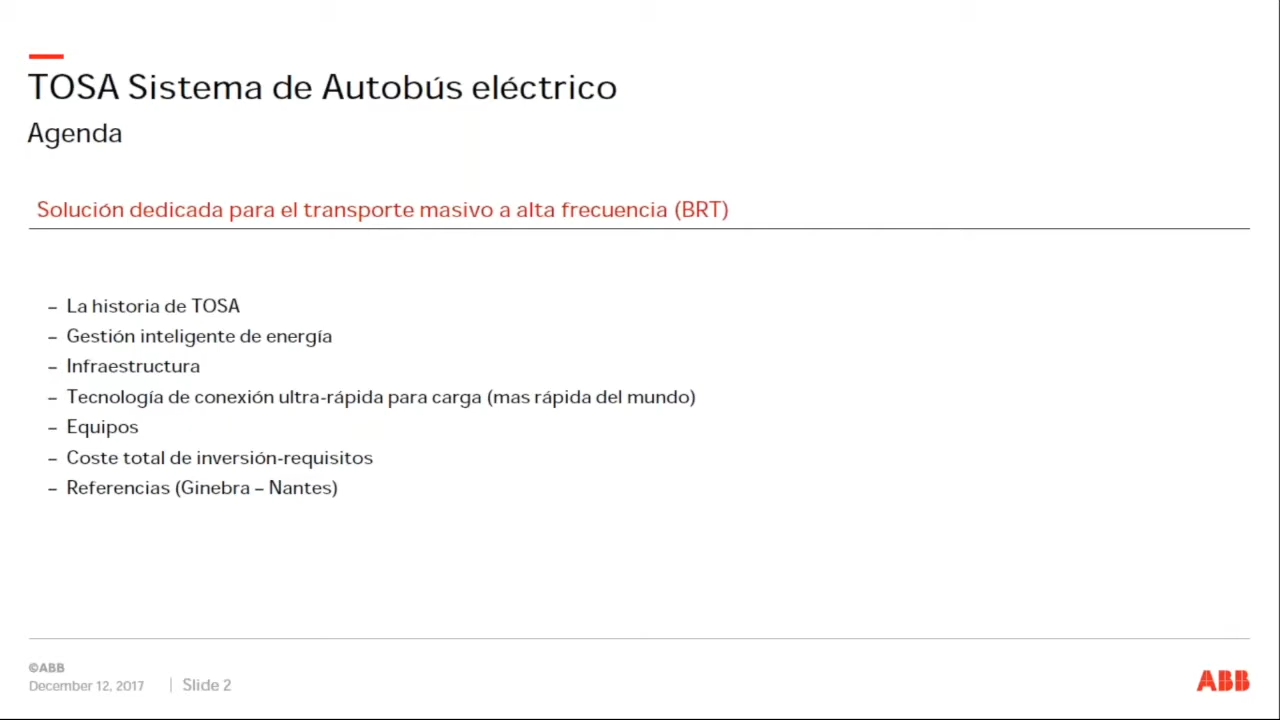 TOSA Sistema de Autobús eléctrico
Agenda
Solución dedicada para el transporte masivo a alta frecuencia (BRT)
– La historia de TOSA
– Gestión inteligente de energía
– Infraestructura
– Tecnología de conexión ultra-rápida para carga (mas rápida del mundo)
– Equipos
– Coste total de inversión-requisitos
– Referencias (Ginebra – Nantes)
©ABB
December 12, 2017 | Slide 2
ABB